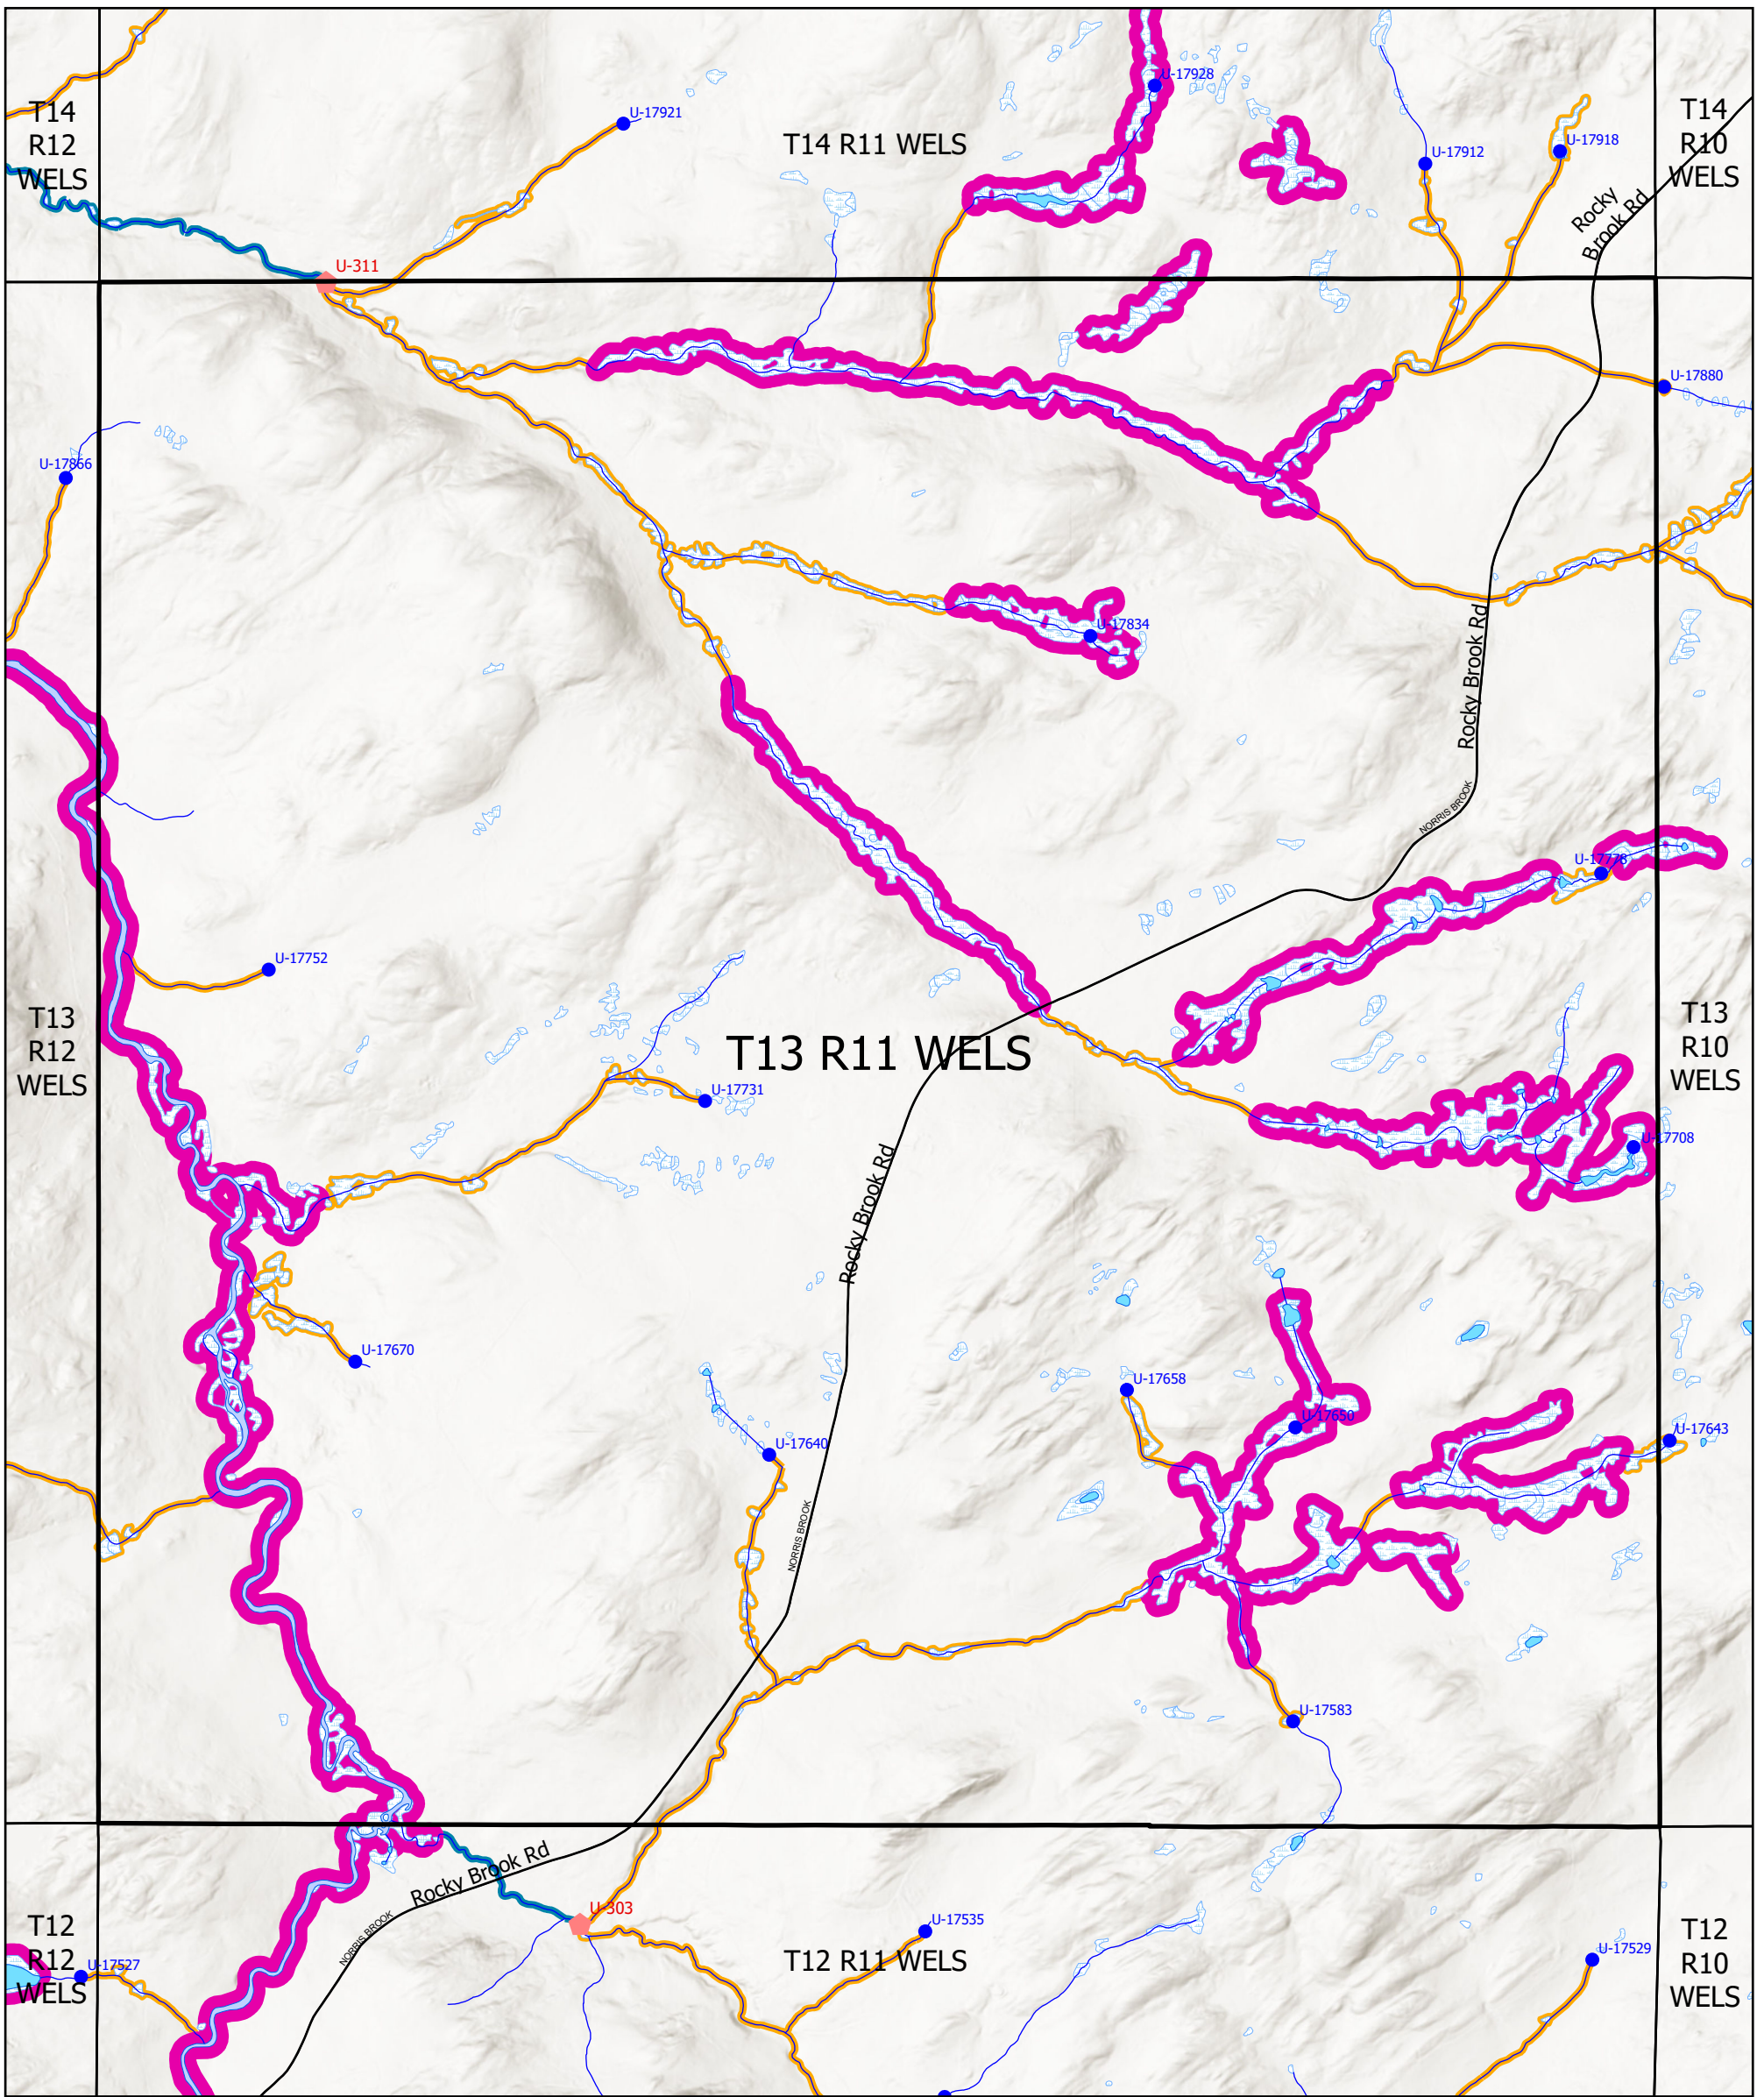 U-17928
T14
R12
WELS
U-17921
T14 R11 WELS
U-17912
U-17918
T14
R10
WELS
Rocky
Brook Rd
U-311
U-17880
U-17866
U-17834
Rocky Brook Rd
NORRIS BROOK
U-17778
U-17752
T13
R12
WELS
T13 R11 WELS
T13
R10
WELS
U-17731
U-17708
Rocky Brook Rd
U-17670
U-17658
U-17650
U-17643
U-17640
NORRIS BROOK
U-17583
Rocky Brook Rd
U-303
NORRIS BROOK
U-17535
T12
R12
WELS
U-17527
T12 R11 WELS
U-17529
T12
R10
WELS